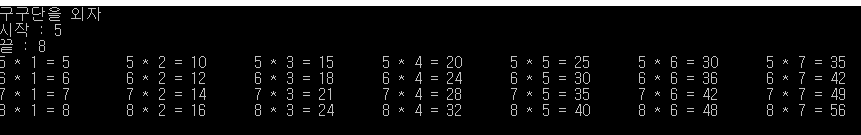 구구단을 외자
시작 : 5
끝 : 8
5 * 1 = 5 5 * 2 = 10 5 * 3 = 15 5 * 4 = 20 5 * 5 = 25 5 * 6 = 30 5 * 7 = 35
6 * 1 = 6 6 * 2 = 12 6 * 3 = 18 6 * 4 = 24 6 * 5 = 30 6 * 6 = 36 6 * 7 = 42
7 * 1 = 7 7 * 2 = 14 7 * 3 = 21 7 * 4 = 28 7 * 5 = 35 7 * 6 = 42 7 * 7 = 49
8 * 1 = 8 8 * 2 = 16 8 * 3 = 24 8 * 4 = 32 8 * 5 = 40 8 * 6 = 48 8 * 7 = 56